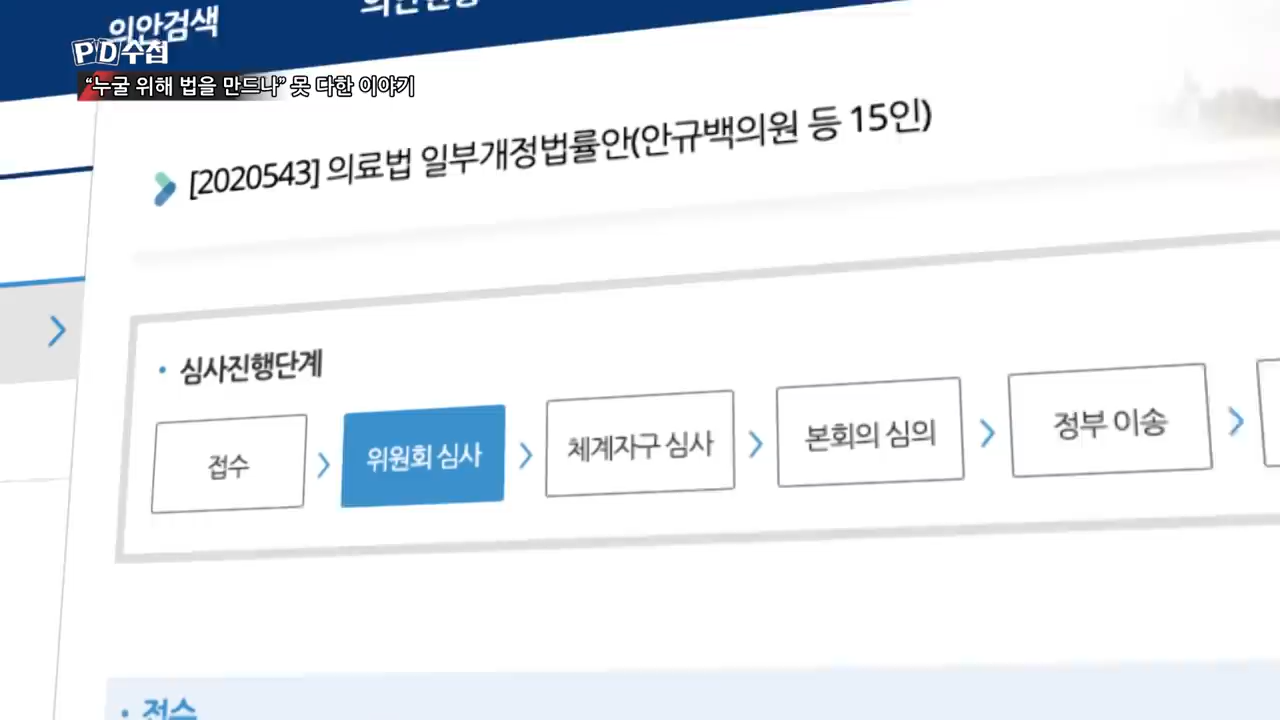 의안검색
PD수첩
“누굴 위해 법을 만드나” 못 다한 이야기
[2020543] 의료법 일부개정법률안(안규백의원 등 15인)
심사진행단계
접수
위원회 심사
체계자구 심사
본회의 심의
정부 이송
접수